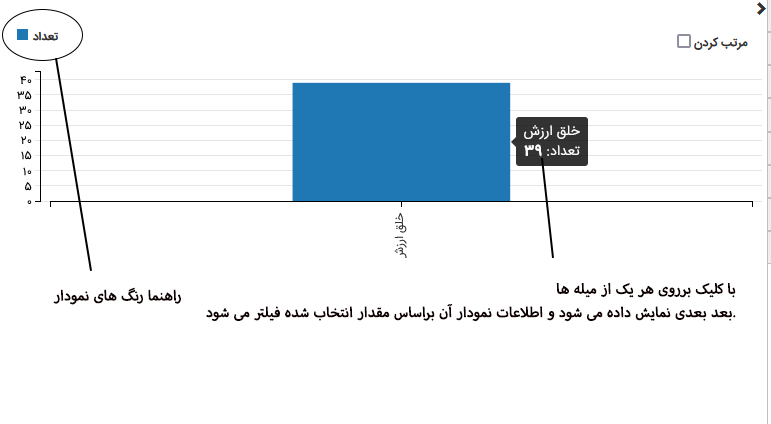 تعداد
مرتب کردن
۴۰
۳۵
۳۰
۲۵
۲۰
۱۵
۱۰
۵
۰
خلق ارزش
تعداد: ۳۹
خلق ارزش
با کلیک برروی هر یک از میله ها
.بعد بعدی نمایش داده می شود و اطلاعات نمودار آن براساس مقدار انتخاب شده فیلتر می شود
راهنما رنگ های نمودار